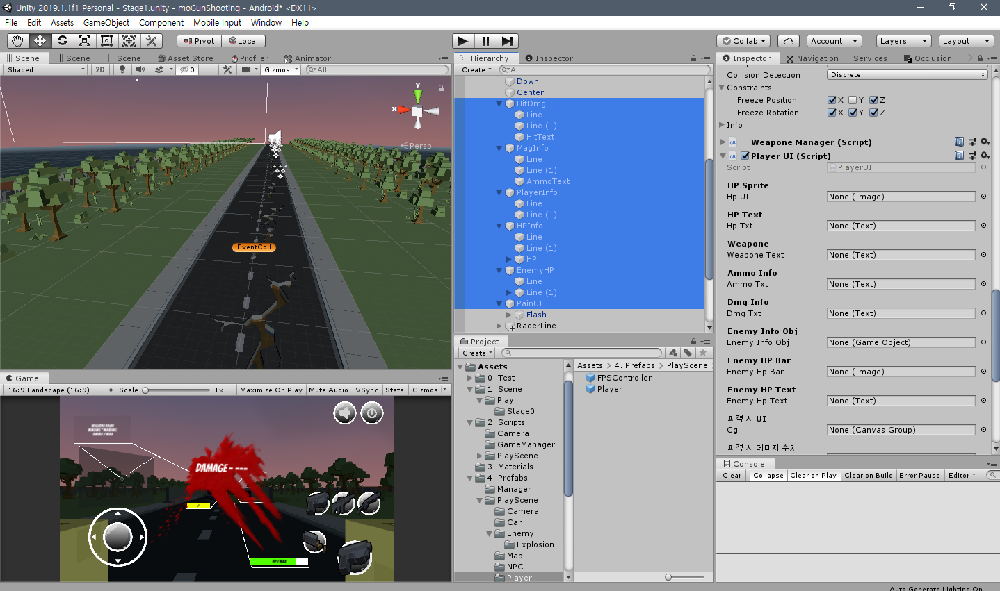 Unity 2019.1.1f1 Personal - Stage1.unity - moGunShooting - Android* <DX11>
File Edit Assets GameObject Component Mobile Input Window Help
Pivot Local Collab Account Layers Layout
Scene Scene Scene Asset Store Profiler Animator
Shaded 2D 0 Gizmos All
y
x
Persp
EventColl
Hierarchy Inspector
Create All
Down
Center
HitDmg
Line
Line (1)
HitText
MagInfo
Line
Line (1)
AmmoText
PlayerInfo
Line
Line (1)
HPInfo
Line
Line (1)
HP
EnemyHP
Line
Line (1)
PainUI
Flash
RaderLine
Project
Create
Assets
0. Test
1. Scene
Play
Stage0
2. Scripts
Camera
GameManager
PlayScene
3. Materials
4. Prefabs
Manager
PlayScene
Camera
Car
Enemy
Explosion
Map
NPC
Player
Assets > 4. Prefabs > PlayScene >
FPSController
Player
Inspector Navigation Services Occlusion
Collision Detection Discrete
Constraints
Freeze Position X Y Z
Freeze Rotation X Y Z
Info
Weapone Manager (Script)
Player UI (Script)
Script PlayerUI
HP Sprite
Hp UI None (Image)
HP Text
Hp Txt None (Text)
Weapone
Weapone Text None (Text)
Ammo Info
Ammo Txt None (Text)
Dmg Info
Dmg Txt None (Text)
Enemy Info Obj
Enemy Info Obj None (Game Object)
Enemy HP Bar
Enemy Hp Bar None (Image)
Enemy HP Text
Enemy Hp Text None (Text)
피격 시 UI
Cg None (Canvas Group)
피격 시 데미지 수치
Console
Clear Collapse Clear on Play Clear on Build Error Pause Editor
Game
16:9 Landscape (16:9) Scale 1x Maximize On Play Mute Audio VSync Stats Gizmos
DAMAGE - ---
HP / MAX
Auto Generate Lighting On